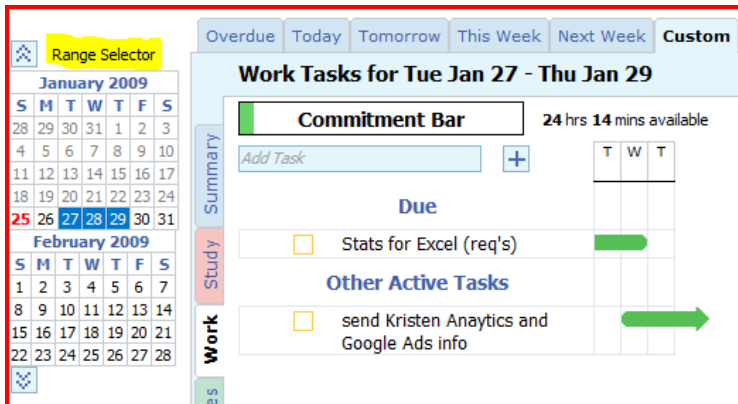 Range Selector
January 2009
S M T W T F S
28 29 30 31 1 2 3
4 5 6 7 8 9 10
11 12 13 14 15 16 17
18 19 20 21 22 23 24
25 26 27 28 29 30 31
February 2009
S M T W T F S
1 2 3 4 5 6 7
8 9 10 11 12 13 14
15 16 17 18 19 20 21
22 23 24 25 26 27 28
Overdue Today Tomorrow This Week Next Week Custom
Work Tasks for Tue Jan 27 - Thu Jan 29
Commitment Bar 24 hrs 14 mins available
Add Task + T W T
Summary
Study
Work
Due
Stats for Excel (req's)
Other Active Tasks
send Kristen Anaytics and
Google Ads info